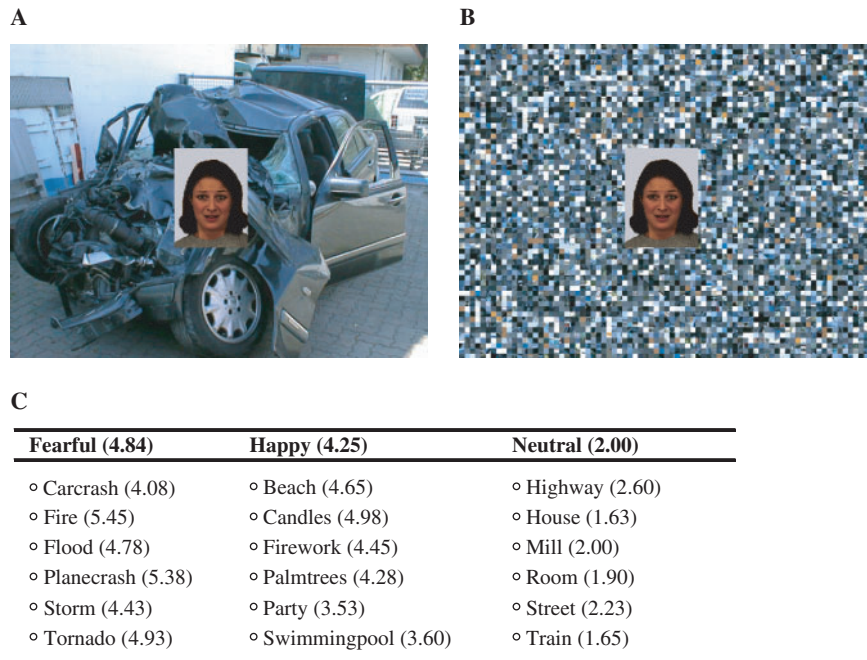 A
B
C
Fearful (4.84) Happy (4.25) Neutral (2.00)
° Carcrash (4.08) ° Beach (4.65) ° Highway (2.60)
° Fire (5.45) ° Candles (4.98) ° House (1.63)
° Flood (4.78) ° Firework (4.45) ° Mill (2.00)
° Planecrash (5.38) ° Palmtrees (4.28) ° Room (1.90)
° Storm (4.43) ° Party (3.53) ° Street (2.23)
° Tornado (4.93) ° Swimmingpool (3.60) ° Train (1.65)